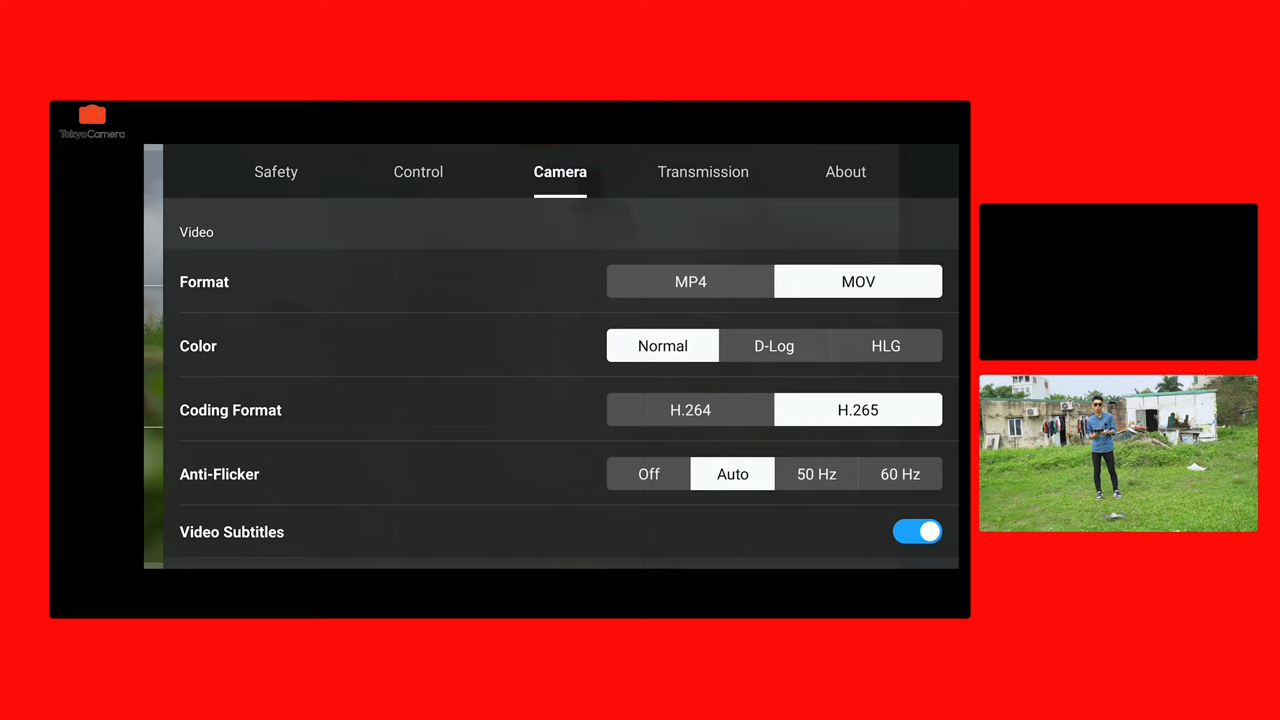 TokyoCamera
Safety Control Camera Transmission About
Video
Format MP4 MOV
Color Normal D-Log HLG
Coding Format H.264 H.265
Anti-Flicker Off Auto 50 Hz 60 Hz
Video Subtitles